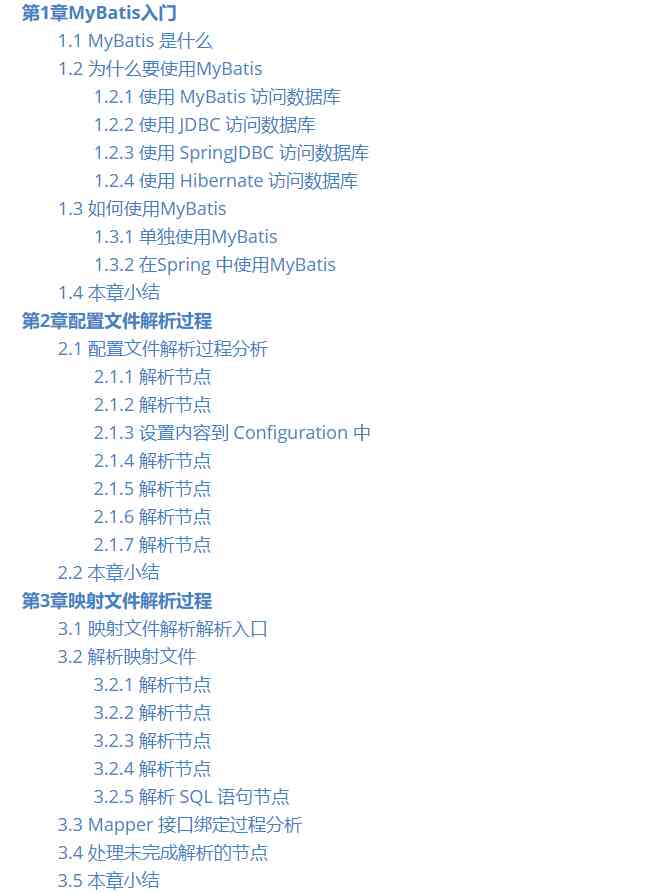 第1章MyBatis入门
1.1 MyBatis 是什么
1.2 为什么要使用MyBatis
1.2.1 使用 MyBatis 访问数据库
1.2.2 使用 JDBC 访问数据库
1.2.3 使用 SpringJDBC 访问数据库
1.2.4 使用 Hibernate 访问数据库
1.3 如何使用MyBatis
1.3.1 单独使用MyBatis
1.3.2 在Spring 中使用MyBatis
1.4 本章小结
第2章配置文件解析过程
2.1 配置文件解析过程分析
2.1.1 解析节点
2.1.2 解析节点
2.1.3 设置内容到 Configuration 中
2.1.4 解析节点
2.1.5 解析节点
2.1.6 解析节点
2.1.7 解析节点
2.2 本章小结
第3章映射文件解析过程
3.1 映射文件解析解析入口
3.2 解析映射文件
3.2.1 解析节点
3.2.2 解析节点
3.2.3 解析节点
3.2.4 解析节点
3.2.5 解析 SQL 语句节点
3.3 Mapper 接口绑定过程分析
3.4 处理未完成解析的节点
3.5 本章小结